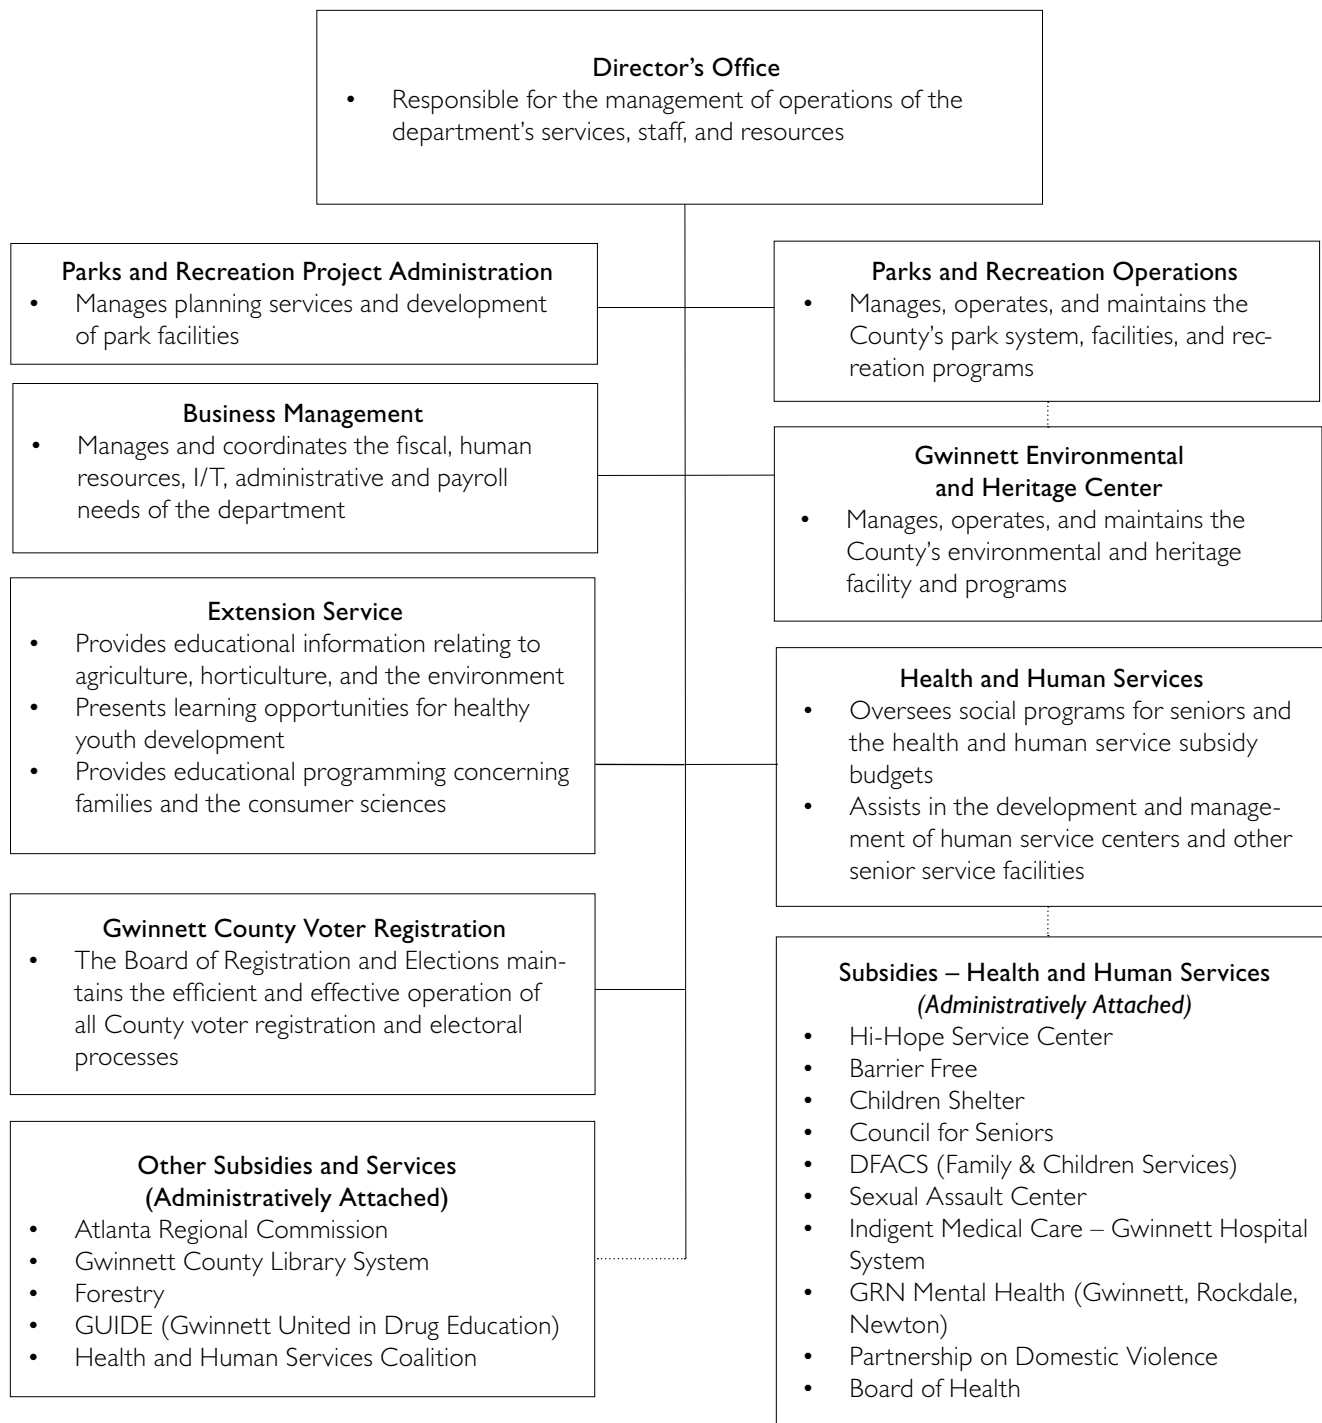 Director’s Office
• Responsible for the management of operations of the
department’s services, staff, and resources
Parks and Recreation Project Administration
• Manages planning services and development
of park facilities
Parks and Recreation Operations
• Manages, operates, and maintains the
County’s park system, facilities, and rec-
reation programs
Business Management
• Manages and coordinates the fiscal, human
resources, I/T, administrative and payroll
needs of the department
Gwinnett Environmental
and Heritage Center
• Manages, operates, and maintains the
County’s environmental and heritage
facility and programs
Extension Service
• Provides educational information relating to
agriculture, horticulture, and the environment
• Presents learning opportunities for healthy
youth development
• Provides educational programming concerning
families and the consumer sciences
Health and Human Services
• Oversees social programs for seniors and
the health and human service subsidy
budgets
• Assists in the development and manage-
ment of human service centers and other
senior service facilities
Gwinnett County Voter Registration
• The Board of Registration and Elections main-
tains the efficient and effective operation of
all County voter registration and electoral
processes
Subsidies – Health and Human Services
(Administratively Attached)
• Hi-Hope Service Center
• Barrier Free
• Children Shelter
• Council for Seniors
• DFACS (Family & Children Services)
• Sexual Assault Center
• Indigent Medical Care – Gwinnett Hospital
System
• GRN Mental Health (Gwinnett, Rockdale,
Newton)
• Partnership on Domestic Violence
• Board of Health
Other Subsidies and Services
(Administratively Attached)
• Atlanta Regional Commission
• Gwinnett County Library System
• Forestry
• GUIDE (Gwinnett United in Drug Education)
• Health and Human Services Coalition